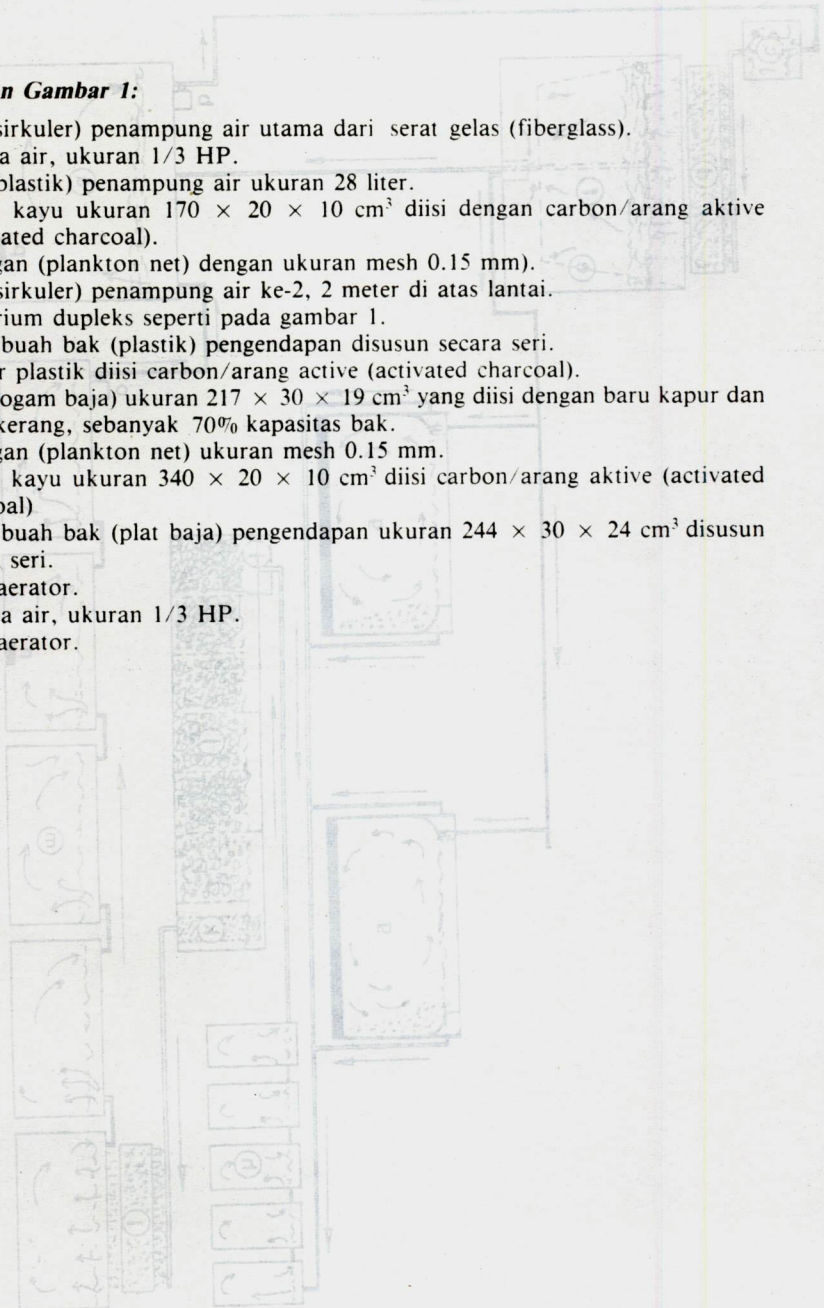 n Gambar 1:
sirkuler) penampung air utama dari serat gelas (fiberglass).
a air, ukuran 1/3 HP.
plastik) penampung air ukuran 28 liter.
kayu ukuran 170 × 20 × 10 cm³ diisi dengan carbon/arang aktive
ated charcoal).
gan (plankton net) dengan ukuran mesh 0.15 mm).
sirkuler) penampung air ke-2, 2 meter di atas lantai.
rium dupleks seperti pada gambar 1.
buah bak (plastik) pengendapan disusun secara seri.
r plastik diisi carbon/arang active (activated charcoal).
ogam baja) ukuran 217 × 30 × 19 cm³ yang diisi dengan baru kapur dan
kerang, sebanyak 70% kapasitas bak.
gan (plankton net) ukuran mesh 0.15 mm.
kayu ukuran 340 × 20 × 10 cm³ diisi carbon/arang aktive (activated
oal)
buah bak (plat baja) pengendapan ukuran 244 × 30 × 24 cm³ disusun
seri.
aerator.
a air, ukuran 1/3 HP.
aerator.